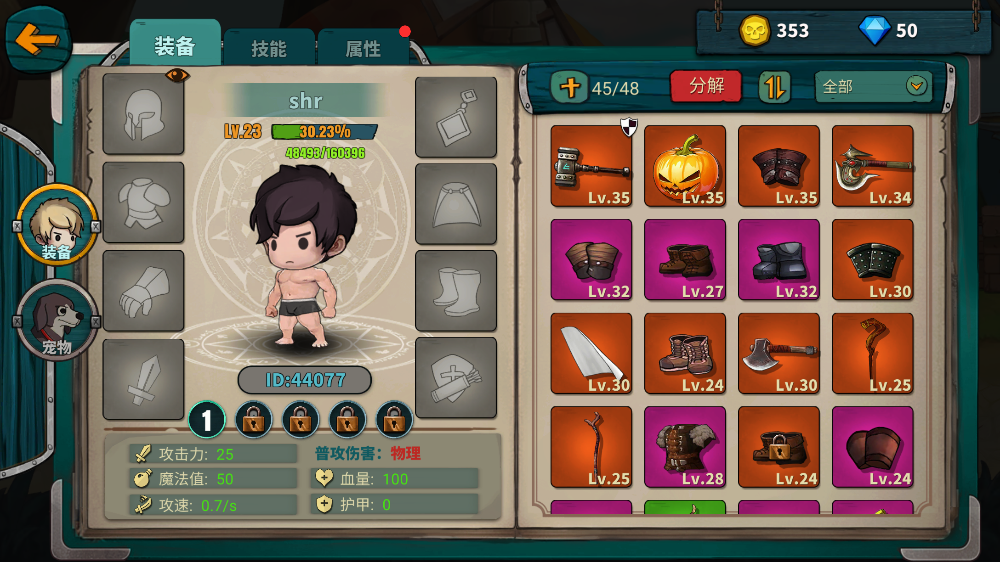 装备
技能
属性
353
50
shr
LV.23
30.23%
48493/160396
装备
宠物
ID:44077
1
攻击力: 25
普攻伤害: 物理
魔法值: 50
血量: 100
攻速: 0.7/s
护甲: 0
45/48
分解
全部
Lv.35
Lv.35
Lv.35
Lv.34
Lv.32
Lv.27
Lv.32
Lv.30
Lv.30
Lv.24
Lv.30
Lv.25
Lv.25
Lv.28
Lv.24
Lv.24